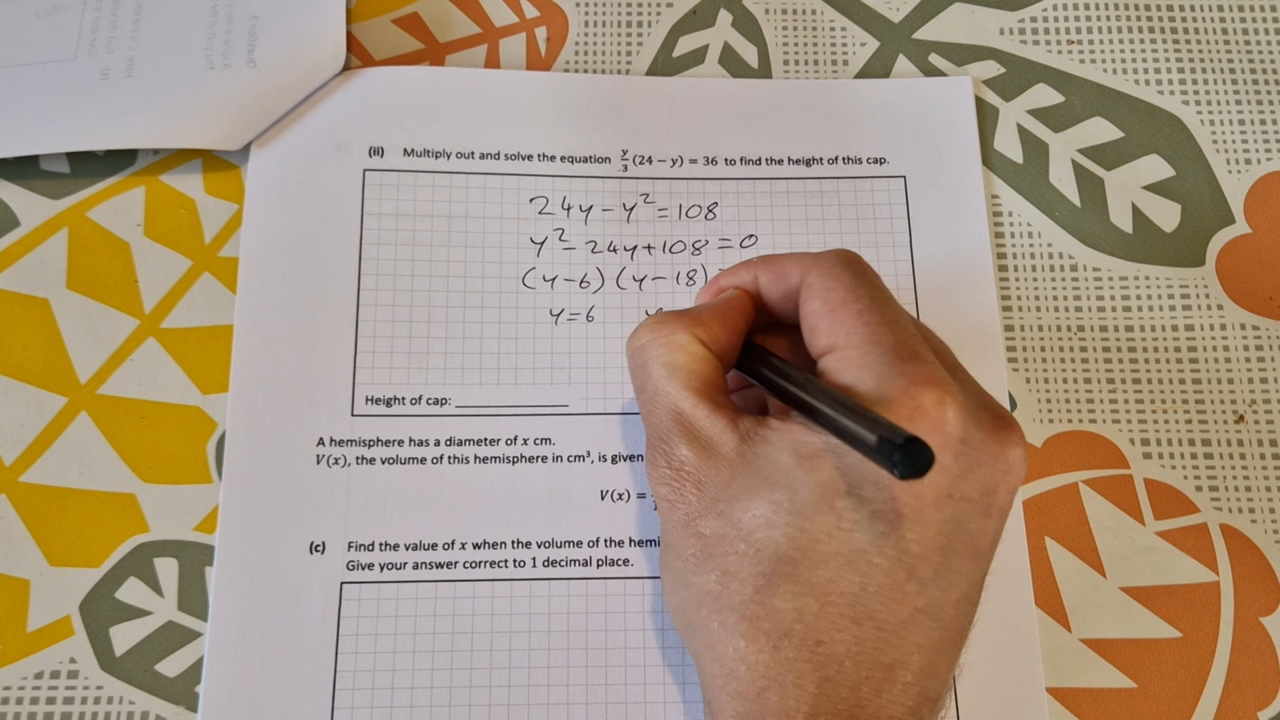 (ii) Multiply out and solve the equation y/3 (24 − y) = 36 to find the height of this cap.
24y − y² = 108
y² − 24y + 108 = 0
(y − 6) (y − 18)
y = 6 y
Height of cap: ____________
A hemisphere has a diameter of x cm.
V(x), the volume of this hemisphere in cm³, is given
V(x) =
(c) Find the value of x when the volume of the
Give your answer correct to 1 decimal place.